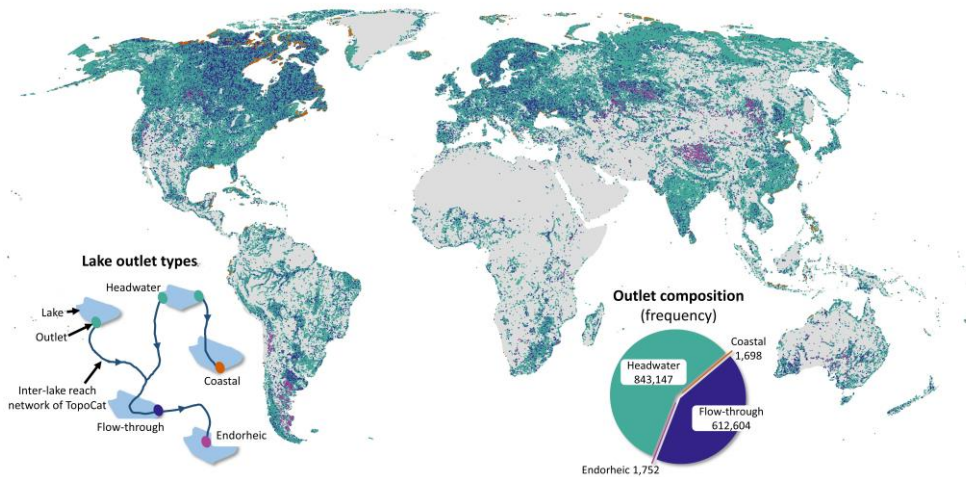 Lake outlet types
Headwater
Lake
Outlet
Inter-lake reach
network of TopoCat
Coastal
Flow-through
Endorheic
Outlet composition
(frequency)
Headwater
843,147
Coastal
1,698
Flow-through
612,604
Endorheic 1,752